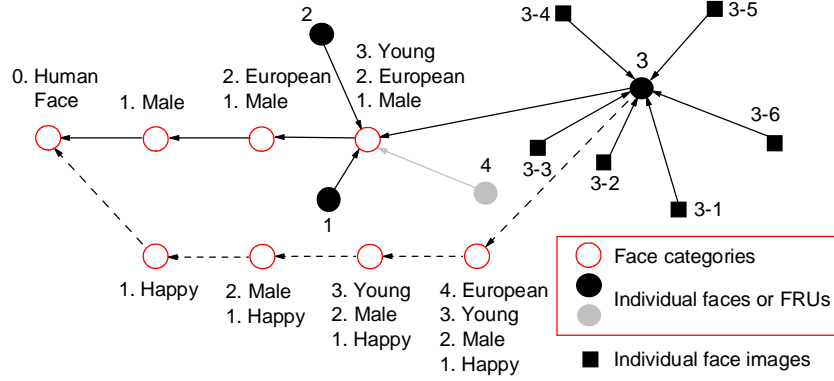 0. Human
Face
1. Male
2. European
1. Male
2
3. Young
2. European
1. Male
1
4
3
3-4
3-5
3-6
3-3
3-2
3-1
1. Happy
2. Male
1. Happy
3. Young
2. Male
1. Happy
4. European
3. Young
2. Male
1. Happy
Face categories
Individual faces or FRUs
Individual face images